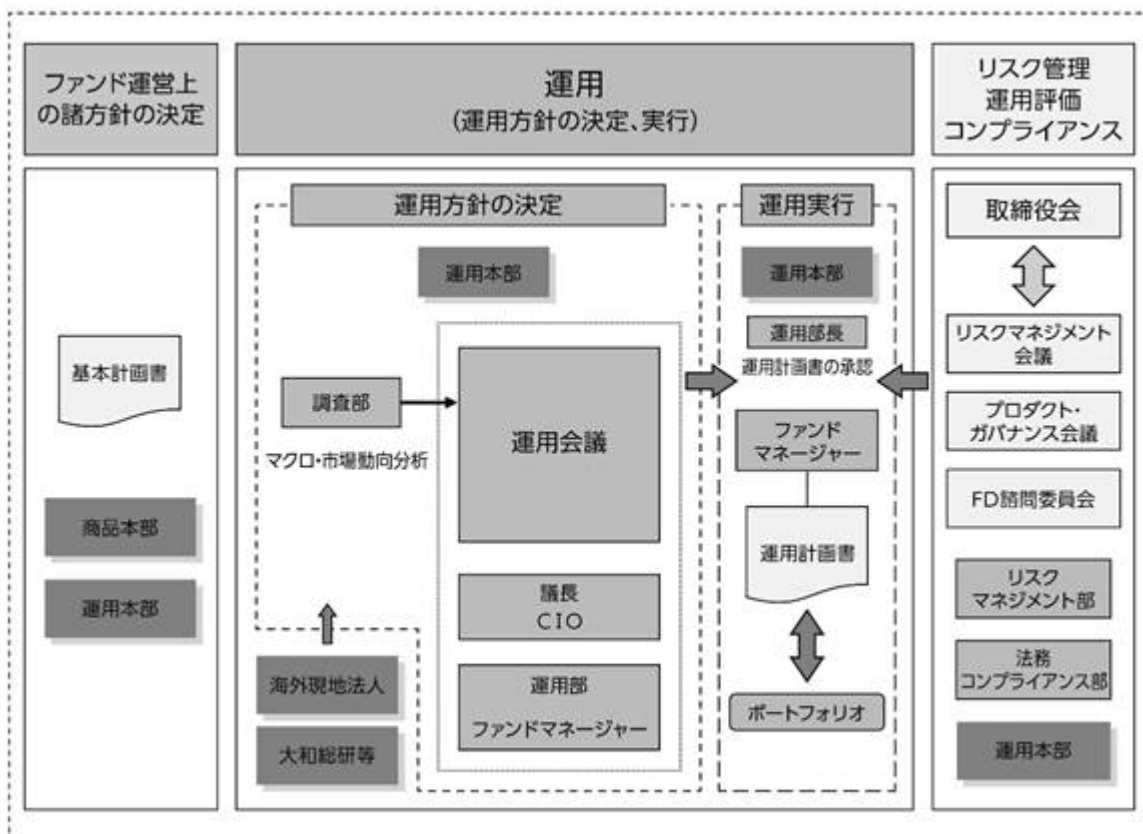 ファンド運営上
の諸方針の決定
運用
(運用方針の決定、実行)
リスク管理
運用評価
コンプライアンス
基本計画書
商品本部
運用本部
運用方針の決定
運用本部
調査部
マクロ・市場動向分析
運用会議
議長
CIO
運用部
ファンドマネージャー
海外現地法人
大和総研等
運用実行
運用本部
運用部長
運用計画書の承認
ファンド
マネージャー
運用計画書
ポートフォリオ
取締役会
リスクマネジメント
会議
プロダクト・
ガバナンス会議
FD諮問委員会
リスク
マネジメント部
法務
コンプライアンス部
運用本部